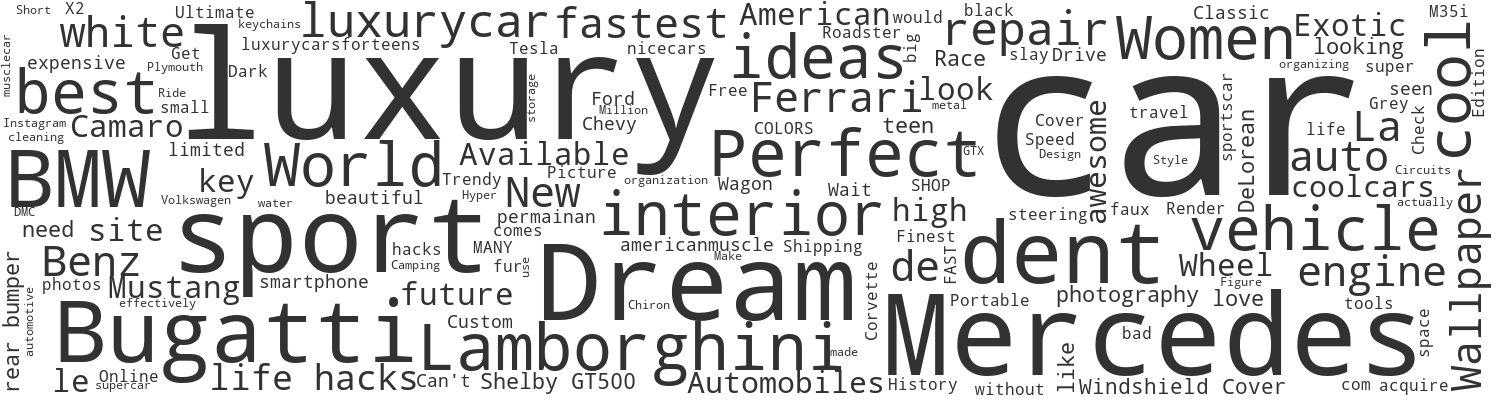 Short
X2
Ultimate
keychains
luxurycar
fastest
American
would
black
Classic
M35i
musclecar
white
Get
luxurycarsforteens
Tesla
nicecars
Roadster
big
repair
Women
Exotic
looking
cool
expensive
Plymouth
Dark
luxury
ideas
Race
slay
Drive
organizing
super
Edition
best
Ride
small
storage
Ford
Million
Free
Ferrari
look
metal
car
travel
sportscar
seen
Grey
Instagram
cleaning
Camaro
Chevy
COLORS
teen
Cover
Speed
Design
awesome
life
La
Check
BMW
limited
World
Available
Picture
Perfect
GTX
Style
auto
Circuits
key
Trendy
Hyper
New
organization
Wagon
Wait
SHOP
coolcars
actually
Volkswagen
water
beautiful
permainan
comes
interior
high
steering
faux
Render
DeLorean
DMC
need
site
sport
hacks
Camping
MANY
fur
use
americanmuscle
Make
Shipping
Finest
FAST
dent
vehicle
Wallpaper
Benz
photos
Mustang
smartphone
Dream
Chiron
de
Wheel
Figure
engine
rear bumper
automotive
effectively
Bugatti
future
Custom
Corvette
Mercedes
Portable
photography
love
tools
Lamborghini
made
bad
space
le
Online
supercar
life hacks
Can't
Shelby GT500
Automobiles
History
without
like
Windshield Cover
com
acquire